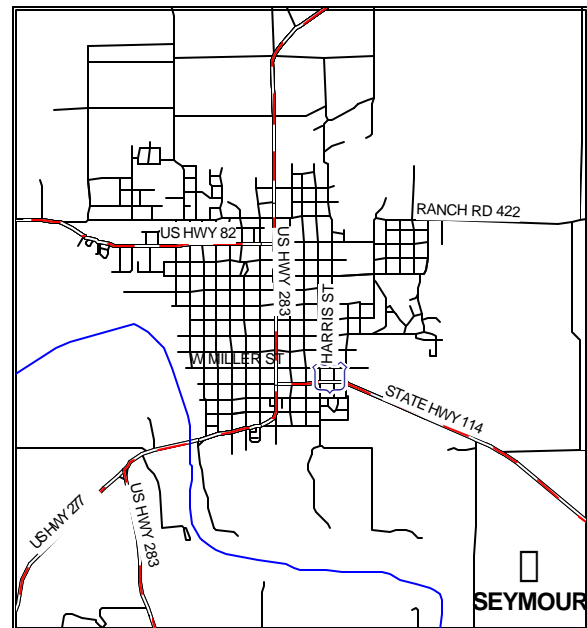 RANCH RD 422
US HWY 82
US HWY 283
HARRIS ST
W MILLER ST
STATE HWY 114
US HWY 277
US HWY 283
SEYMOUR